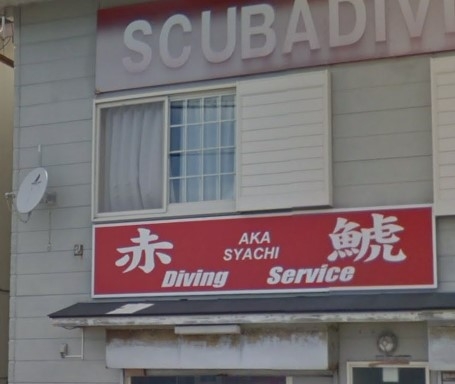 SCUBADIV
赤 AKA SYACHI 鯱
Diving Service